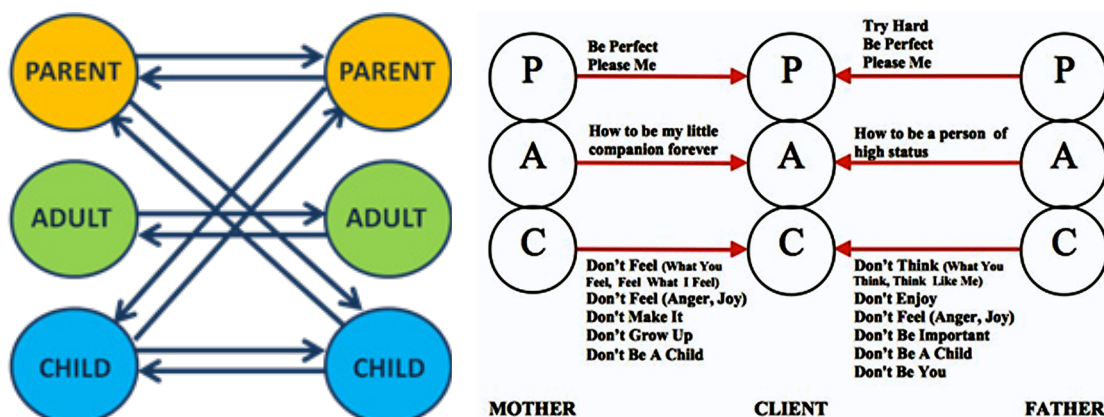 PARENT
PARENT
ADULT
ADULT
CHILD
CHILD
P
Be Perfect
Please Me
P
Try Hard
Be Perfect
Please Me
P
A
How to be my little
companion forever
A
How to be a person of
high status
A
C
C
C
Don't Feel (What You
Feel, Feel What I Feel)
Don't Feel (Anger, Joy)
Don't Make It
Don't Grow Up
Don't Be A Child
Don't Think (What You
Think, Think Like Me)
Don't Enjoy
Don't Feel (Anger, Joy)
Don't Be Important
Don't Be A Child
Don't Be You
MOTHER
CLIENT
FATHER